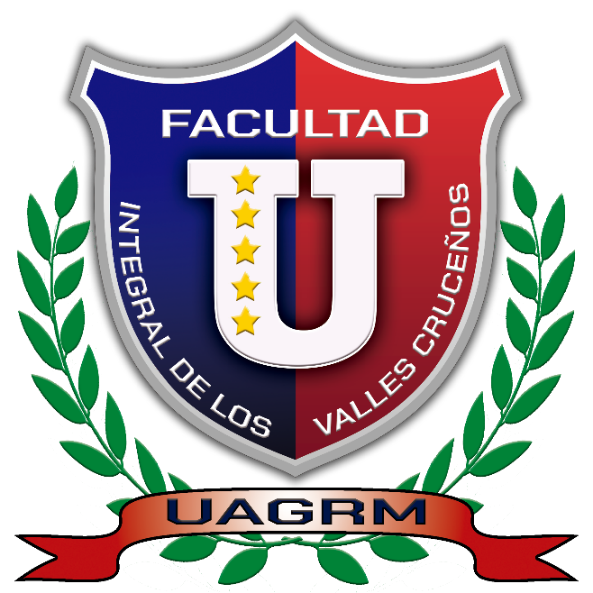 FACULTAD
U
INTEGRAL DE LOS
VALLES CRUCEÑOS
UAGRM